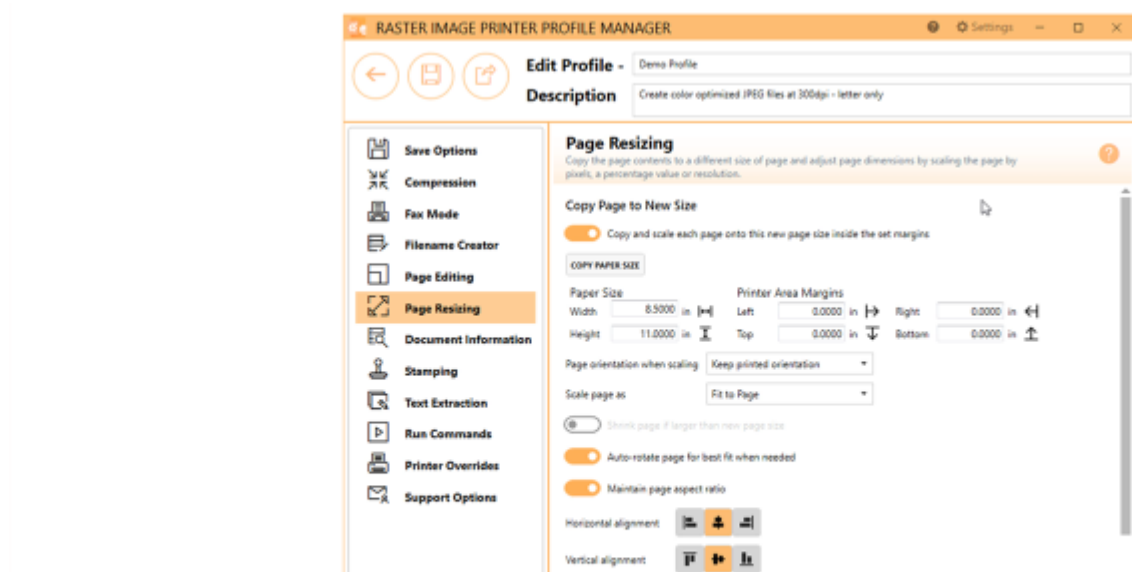 RASTER IMAGE PRINTER PROFILE MANAGER
Settings
Edit Profile - Demo Profile
Description Create color optimized JPEG files at 300dpi - letter only
Save Options
Compression
Fax Mode
Filename Creator
Page Editing
Page Resizing
Document Information
Stamping
Text Extraction
Run Commands
Printer Overrides
Support Options
Page Resizing
Copy the page contents to a different size of page and adjust page dimensions by scaling the page by
pixels, a percentage value or resolution.
Copy Page to New Size
Copy and scale each page onto this new page size inside the set margins
COPY PAPER SIZE
Paper Size Printer Area Margins
Width 8.5000 in Left 0.0000 in Right 0.0000 in
Height 11.0000 in Top 0.0000 in Bottom 0.0000 in
Page orientation when scaling Keep printed orientation
Scale page as Fit to Page
Shrink page if larger than new page size
Auto-rotate page for best fit when needed
Maintain page aspect ratio
Horizontal alignment
Vertical alignment